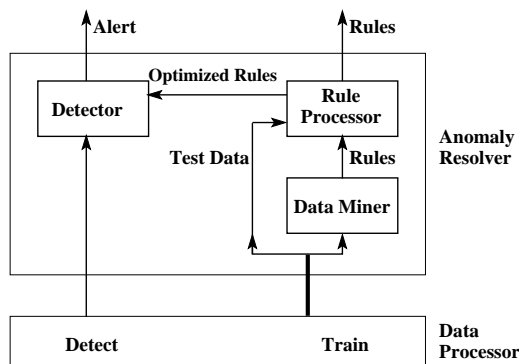 Alert
Rules
Optimized Rules
Detector
Rule
Processor
Anomaly
Resolver
Test Data
Rules
Data Miner
Detect
Train
Data
Processor